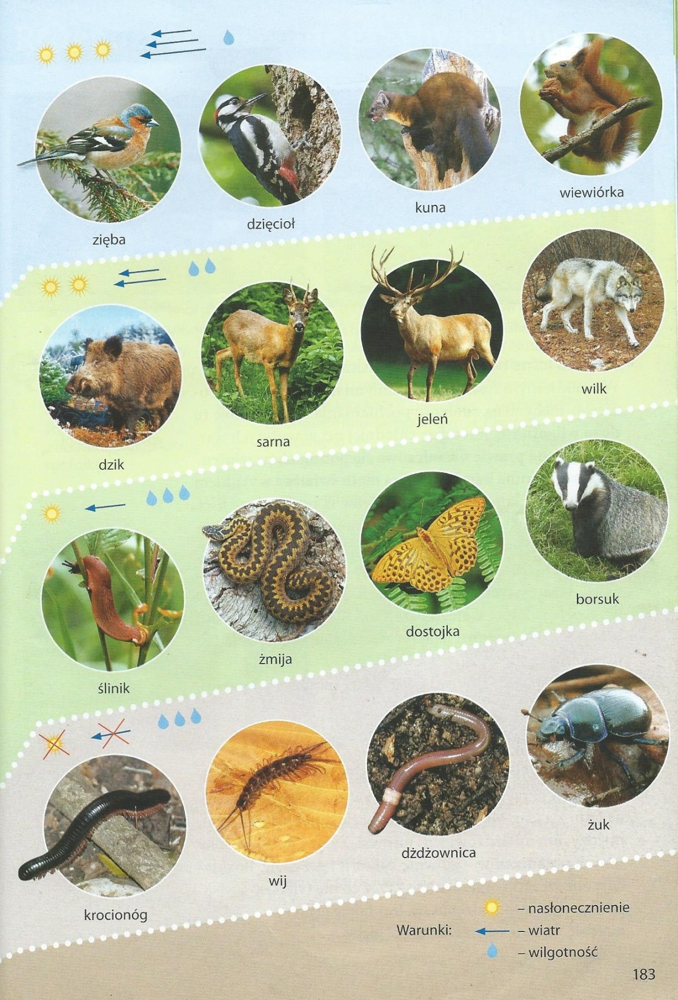 zięba
dzięcioł
kuna
wiewiórka
dzik
sarna
jeleń
wilk
ślinik
żmija
dostojka
borsuk
krocionóg
wij
dżdżownica
żuk
– nasłonecznienie
Warunki: – wiatr
– wilgotność
183